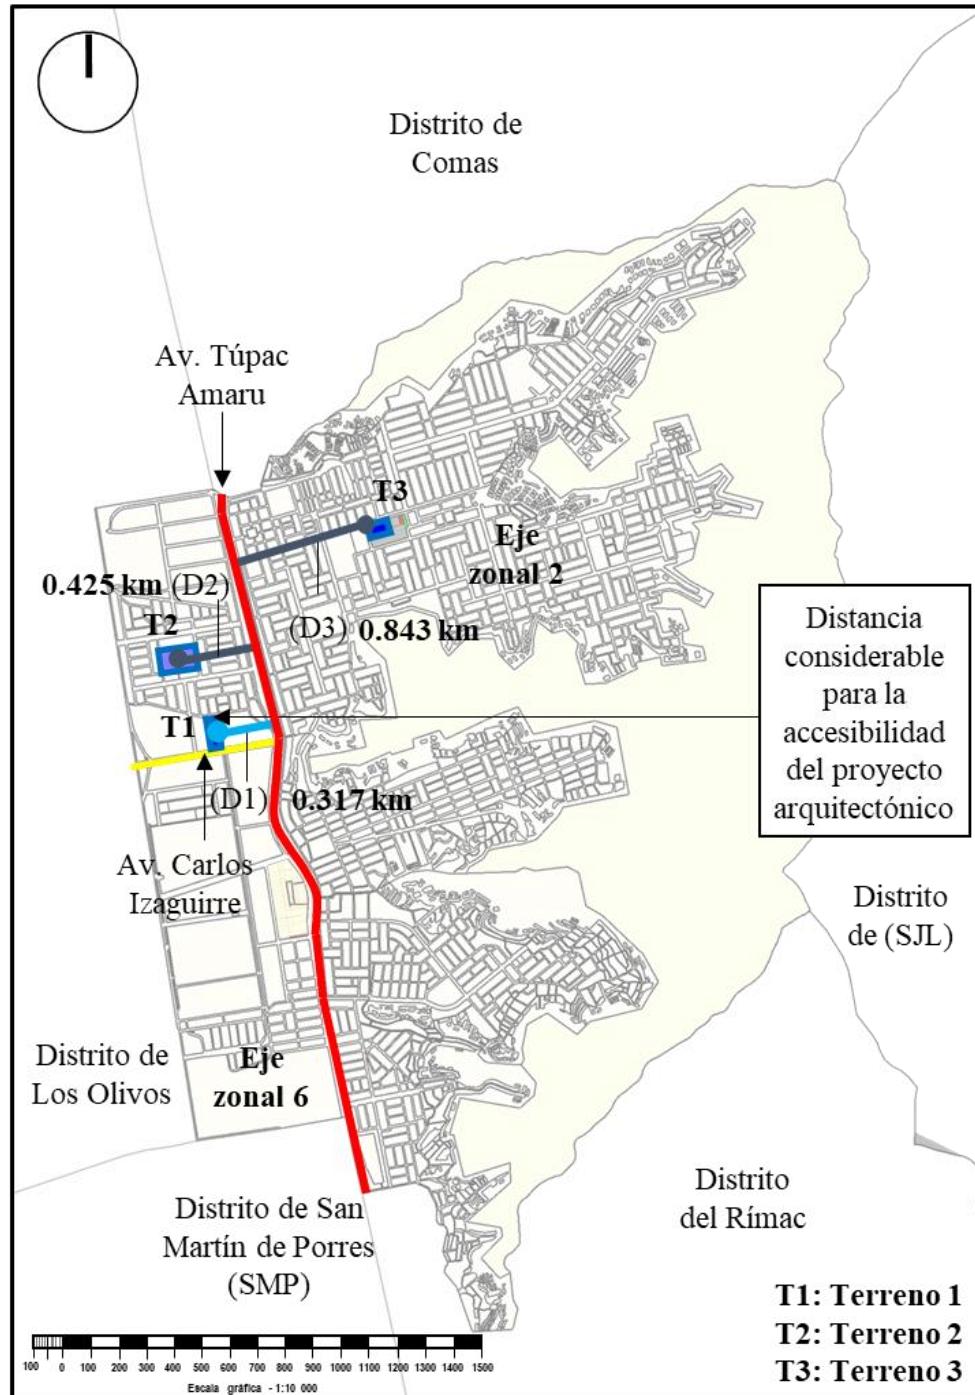 Distrito de
Comas
Av. Túpac
Amaru
T3
Eje
zonal 2
0.425 km (D2)
T2
(D3) 0.843 km
Distancia
considerable
para la
accesibilidad
del proyecto
arquitectónico
T1
(D1) 0.317 km
Av. Carlos
Izaguirre
Distrito
de (SJL)
Distrito de
Los Olivos
Eje
zonal 6
Distrito de San
Martín de Porres
(SMP)
Distrito
del Rímac
T1: Terreno 1
T2: Terreno 2
T3: Terreno 3
100 0 100 200 300 400 500 600 700 800 900 1000 1100 1200 1300 1400 1500
Escala gráfica - 1:10 000